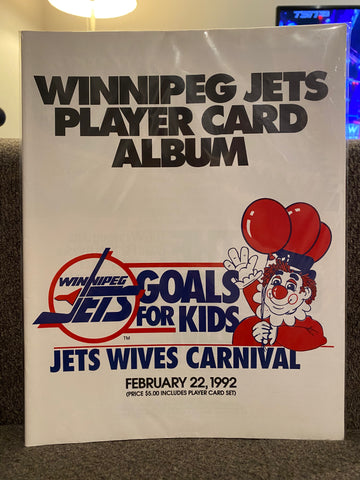 WINNIPEG JETS
PLAYER CARD
ALBUM
WINNIPEG
JETS
TM
GOALS
FOR KIDS
JETS WIVES CARNIVAL
FEBRUARY 22, 1992
(PRICE $5.00 INCLUDES PLAYER CARD SET)